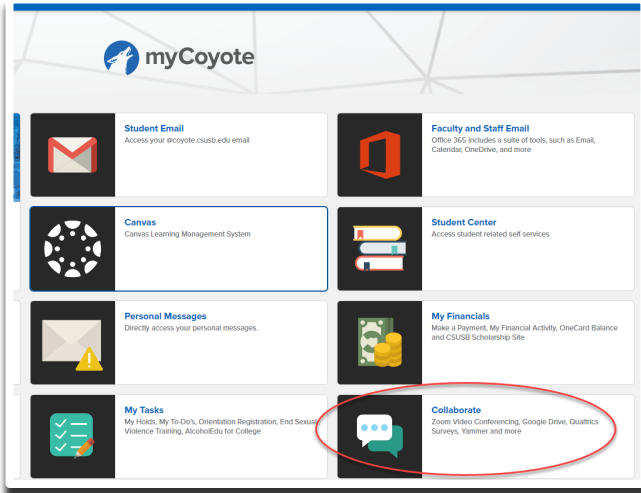 myCoyote
Student Email
Access your @coyote.csusb.edu email
Faculty and Staff Email
Office 365 includes a suite of tools, such as Email,
Calendar, OneDrive, and more
Canvas
Canvas Learning Management System
Student Center
Access student related self services
Personal Messages
Directly access your personal messages.
My Financials
Make a Payment, My Financial Activity, OneCard Balance
and CSUSB Scholarship Site
My Tasks
My Holds, My To-Do's, Orientation Registration, End Sexual
Violence Training, AlcoholEdu for College
Collaborate
Zoom Video Conferencing, Google Drive, Qualtrics
Surveys, Yammer and more